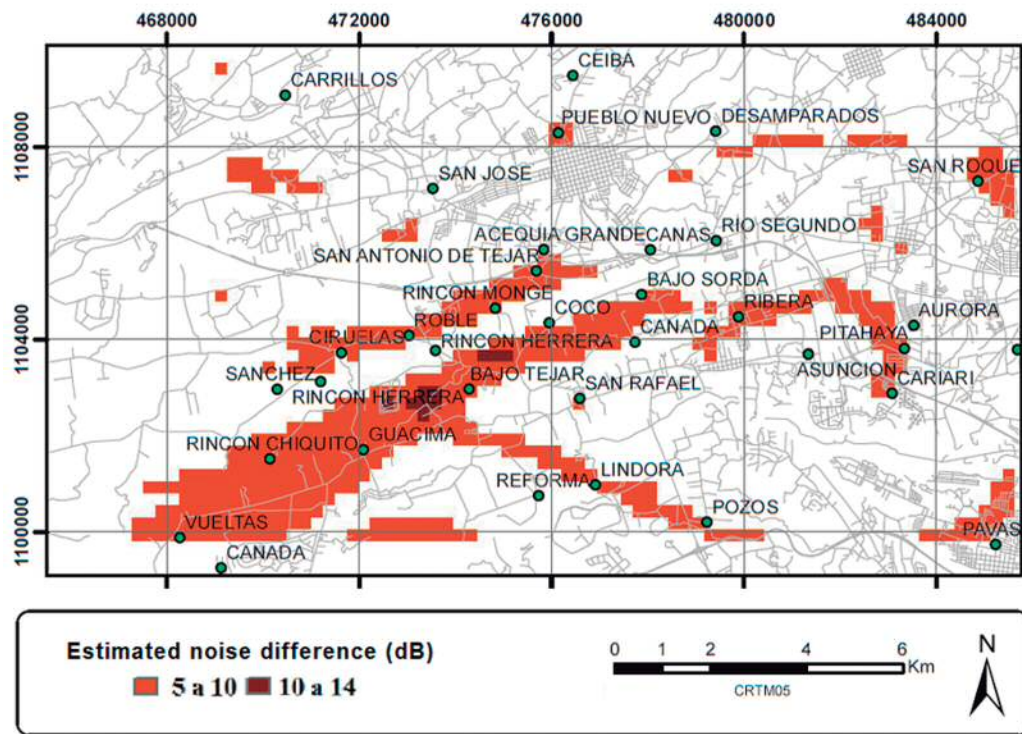 468000 472000 476000 480000 484000
CEIBA
CARRILLOS
PUEBLO NUEVO DESAMPARADOS
1108000
SAN ROQUE
SAN JOSE
RIO SEGUNDO
ACEQUIA GRANDECANAS
SAN ANTONIO DE TEJAR
BAJO SORDA
RINCON MONGE
COCO
RIBERA
AURORA
ROBLE
1104000
CIRUELAS
RINCON HERRERA
CANADA
PITAHAYA
SANCHEZ
BAJO TEJAR
ASUNCION
SAN RAFAEL
CARIARI
RINCON HERRERA
GUACIMA
RINCON CHIQUITO
LINDORA
REFORMA
POZOS
VUELTAS
1100000
PAVAS
CANADA
Estimated noise difference (dB)
5 a 10 10 a 14
0 1 2 4 6
Km
CRTM05
N